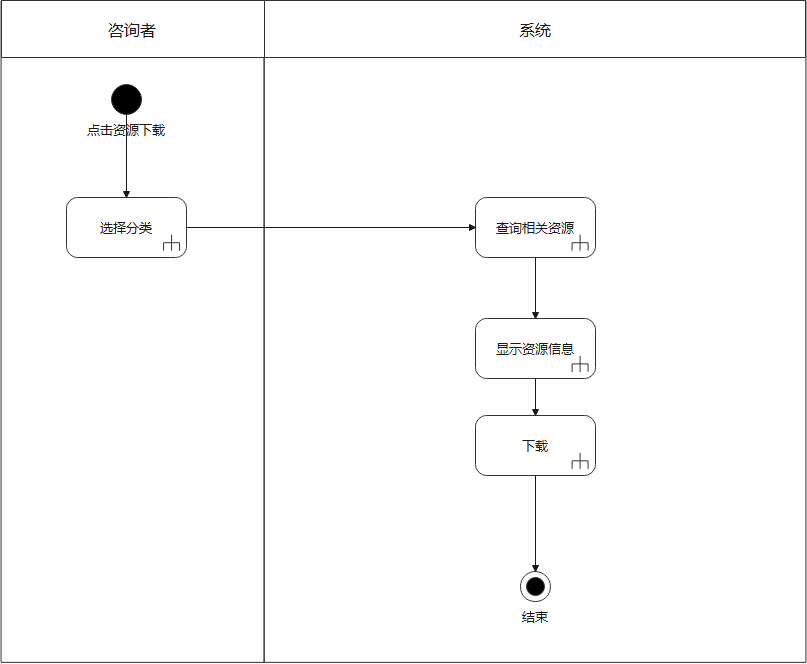 咨询者
系统
点击资源下载
选择分类
查询相关资源
显示资源信息
下载
结束